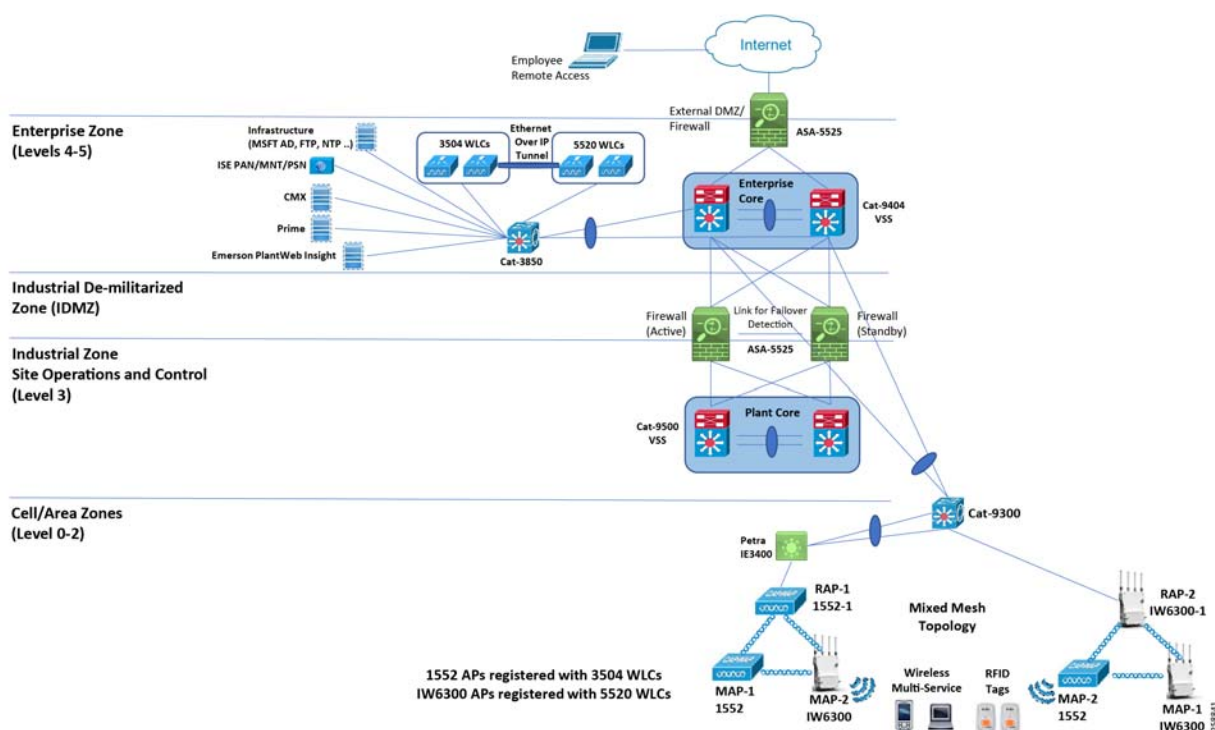 Internet
Employee
Remote Access
External DMZ/
Firewall
ASA-5525
Enterprise Zone
(Levels 4-5)
Infrastructure
(MSFT AD, FTP, NTP ..)
ISE PAN/MNT/PSN
CMX
Prime
Emerson PlantWeb Insight
3504 WLCs
Ethernet
Over IP
Tunnel
5520 WLCs
Cat-3850
Enterprise
Core
Cat-9404
VSS
Industrial De-militarized
Zone (IDMZ)
Firewall
(Active)
Link for Failover
Detection
Firewall
(Standby)
ASA-5525
Industrial Zone
Site Operations and Control
(Level 3)
Plant Core
Cat-9500
VSS
Cell/Area Zones
(Level 0-2)
Cat-9300
Petra
IE3400
RAP-1
1552-1
Mixed Mesh
Topology
RAP-2
IW6300-1
1552 APs registered with 3504 WLCs
IW6300 APs registered with 5520 WLCs
MAP-1
1552
MAP-2
IW6300
Wireless
Multi-Service
RFID
Tags
MAP-2
1552
MAP-1
IW6300